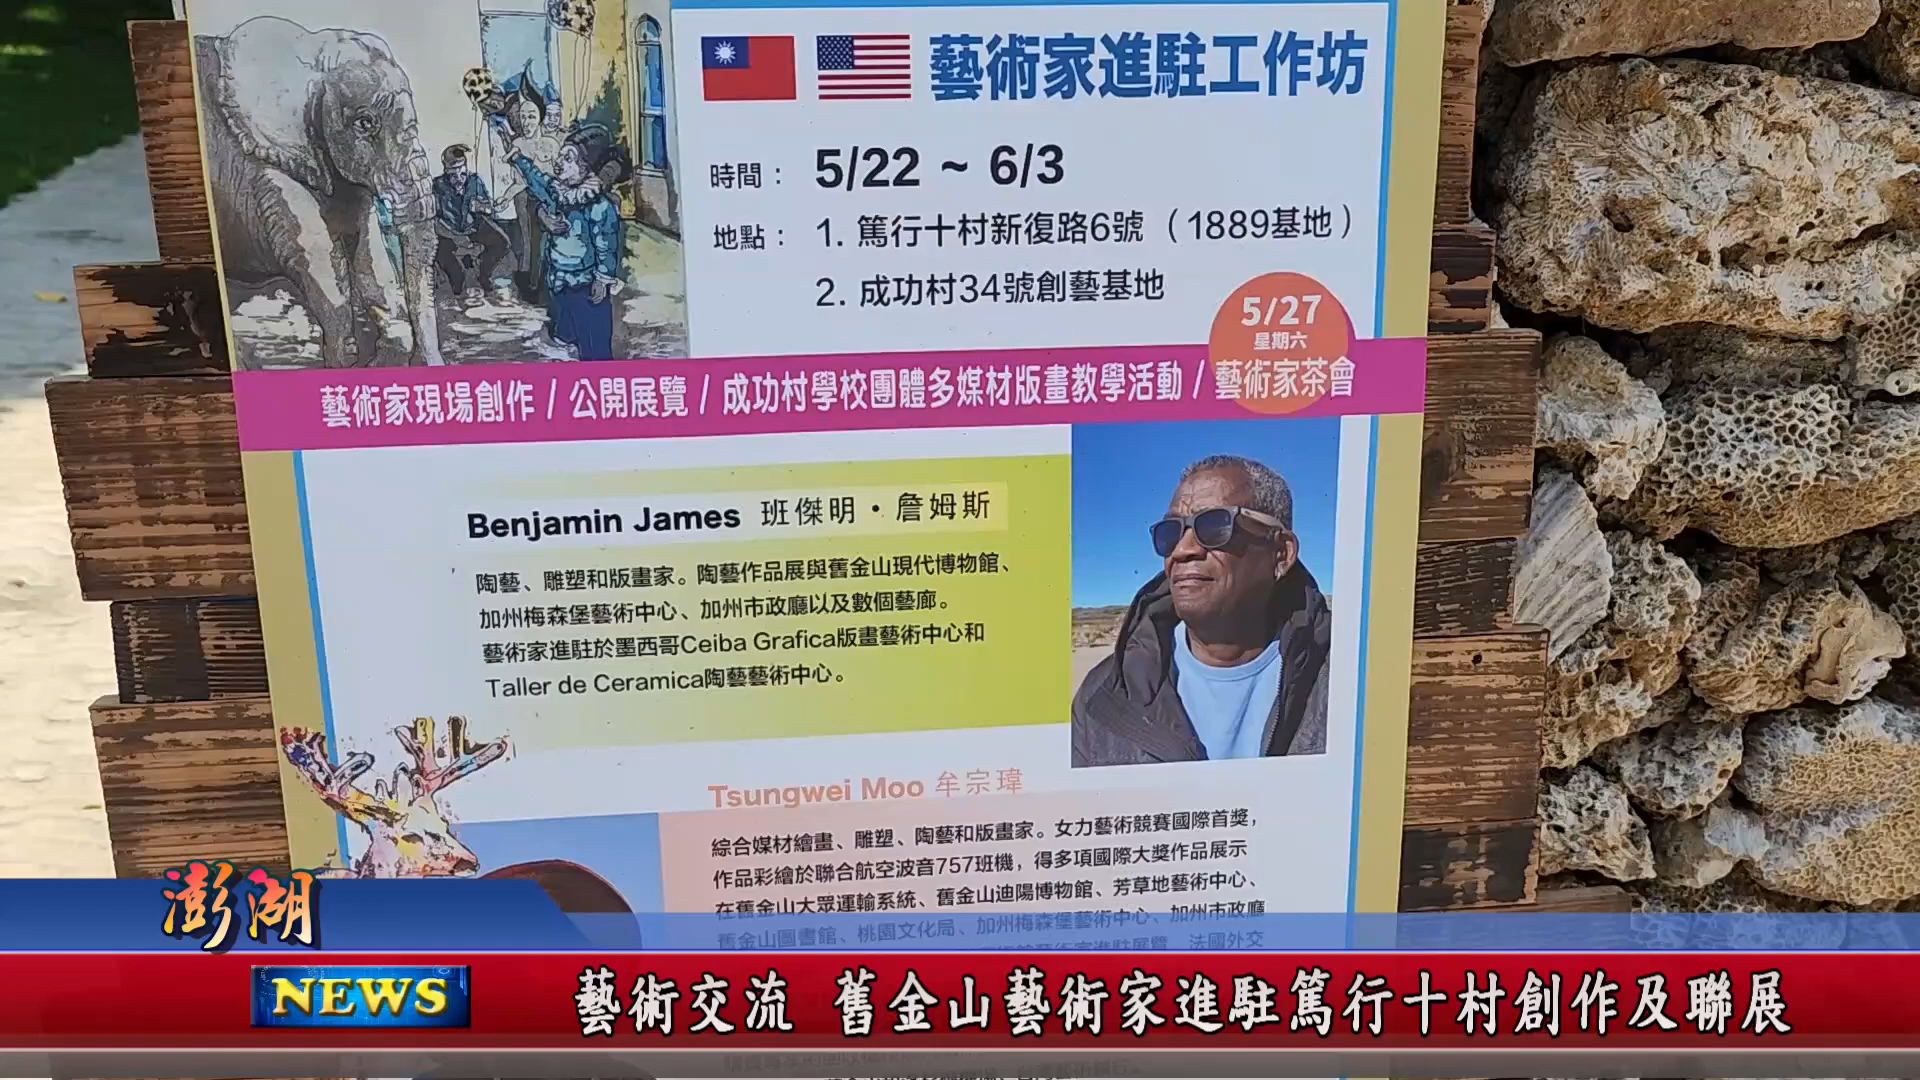 藝術家進駐工作坊
時間： 5/22 ~ 6/3
地點： 1. 篤行十村新復路6號（1889基地）
2. 成功村34號創藝基地
5/27
星期六
藝術家現場創作 / 公開展覽 / 成功村學校團體多媒材版畫教學活動 / 藝術家茶會
Benjamin James 班傑明・詹姆斯
陶藝、雕塑和版畫家。陶藝作品展與舊金山現代博物館、
加州梅森堡藝術中心、加州市政廳以及數個藝廊。
藝術家進駐於墨西哥Ceiba Grafica版畫藝術中心和
Taller de Ceramica陶藝藝術中心。
Tsungwei Moo 牟宗瑋
綜合媒材繪畫、雕塑、陶藝和版畫家。女力藝術競賽國際首獎，
作品彩繪於聯合航空波音757班機，得多項國際大獎作品展示
在舊金山大眾運輸系統、舊金山迪陽博物館、芳草地藝術中心、
舊金山圖書館、桃園文化局、加州梅森堡藝術中心、加州市政廳
澎湖
NEWS
藝術交流 舊金山藝術家進駐篤行十村創作及聯展